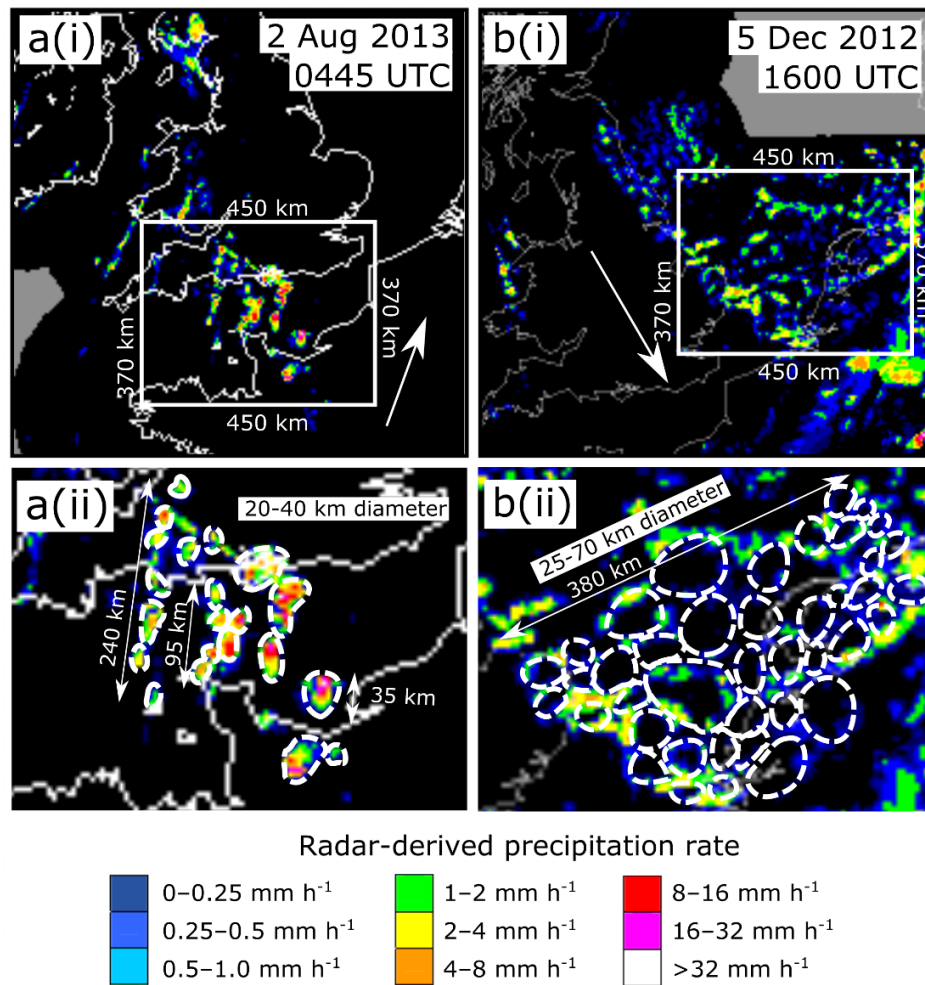 a(i)
2 Aug 2013
0445 UTC
450 km
370 km
370 km
450 km
b(i)
5 Dec 2012
1600 UTC
450 km
370 km
370 km
450 km
a(ii)
20-40 km diameter
240 km
95 km
35 km
b(ii)
25-70 km diameter
380 km
Radar-derived precipitation rate
0–0.25 mm h⁻¹
0.25–0.5 mm h⁻¹
0.5–1.0 mm h⁻¹
1–2 mm h⁻¹
2–4 mm h⁻¹
4–8 mm h⁻¹
8–16 mm h⁻¹
16–32 mm h⁻¹
>32 mm h⁻¹